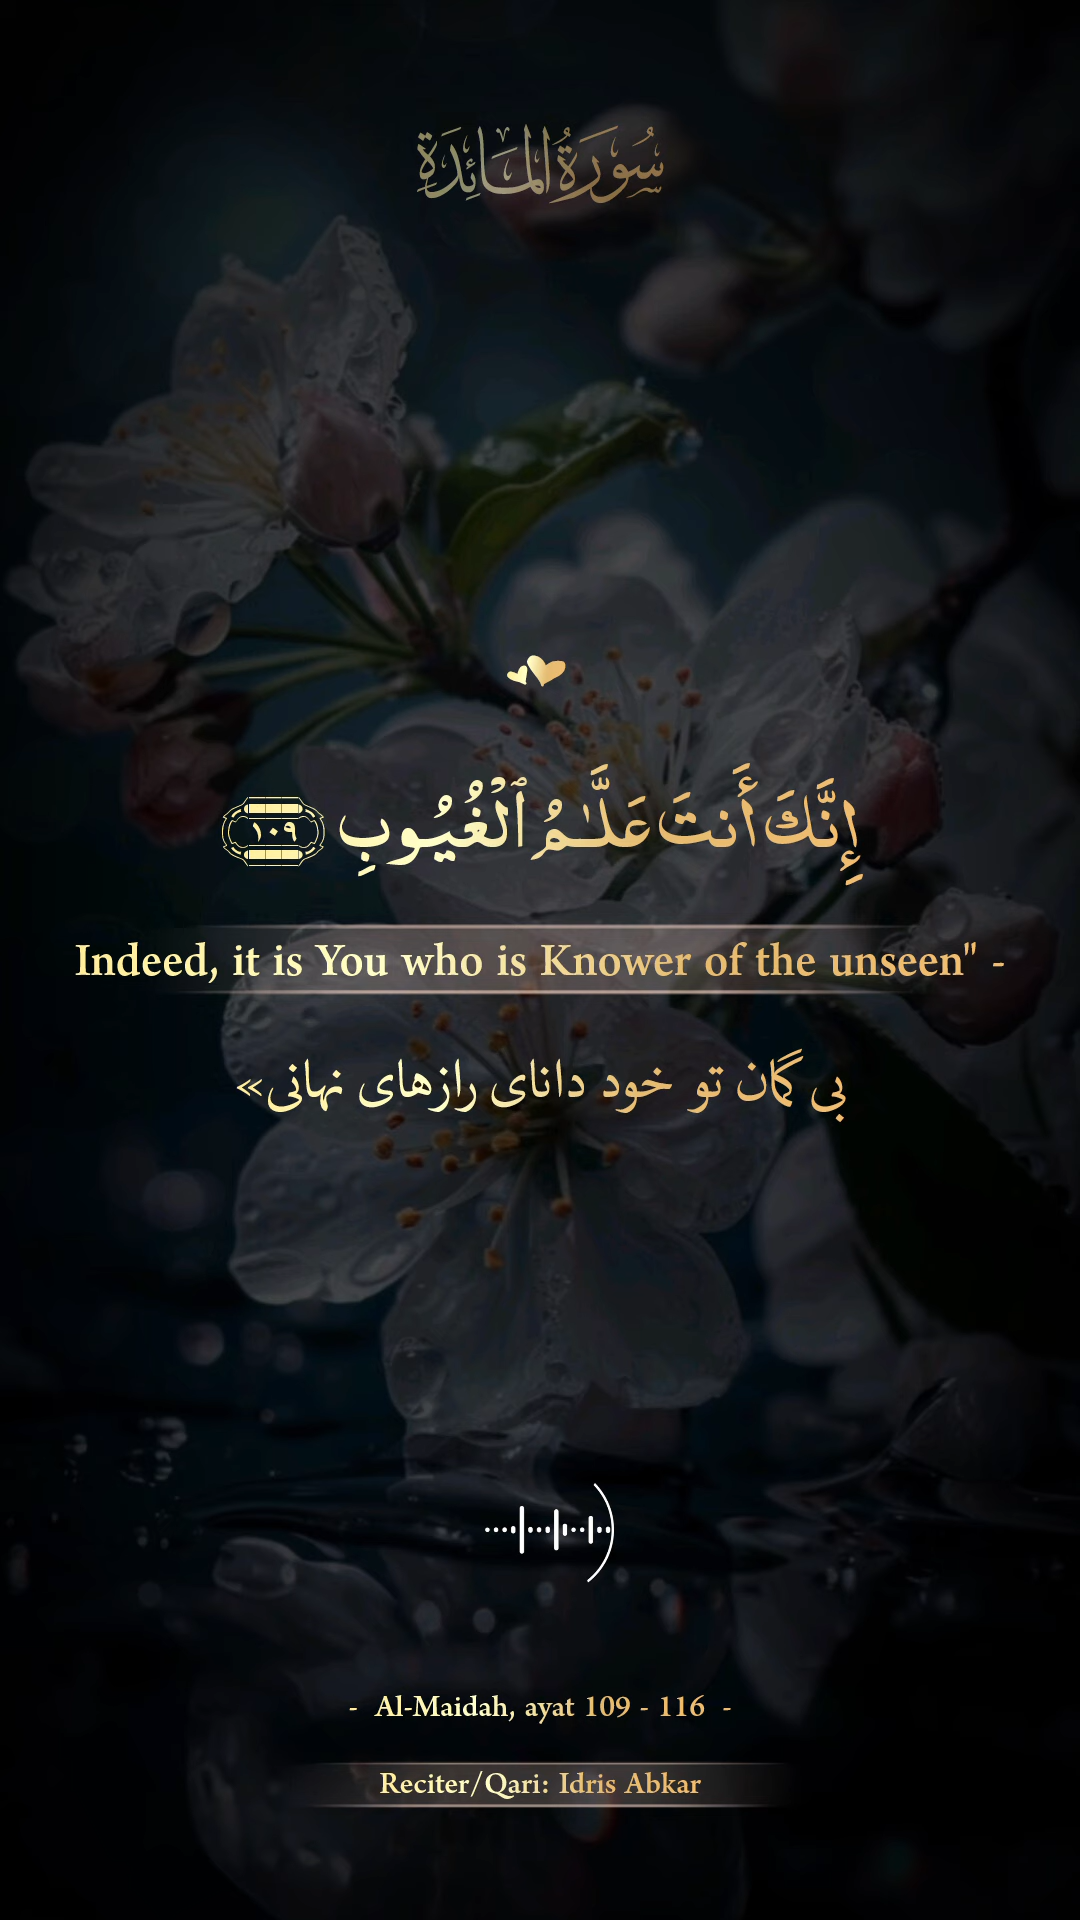 سُورَةُ المَائِدَة
إِنَّكَ أَنتَ عَلَّـٰمُ ٱلْغُيُوبِ ١٠٩
Indeed, it is You who is Knower of the unseen" -
بی گمان تو خود دانای رازهای نهانی»
- Al-Maidah, ayat 109 - 116 -
Reciter/Qari: Idris Abkar